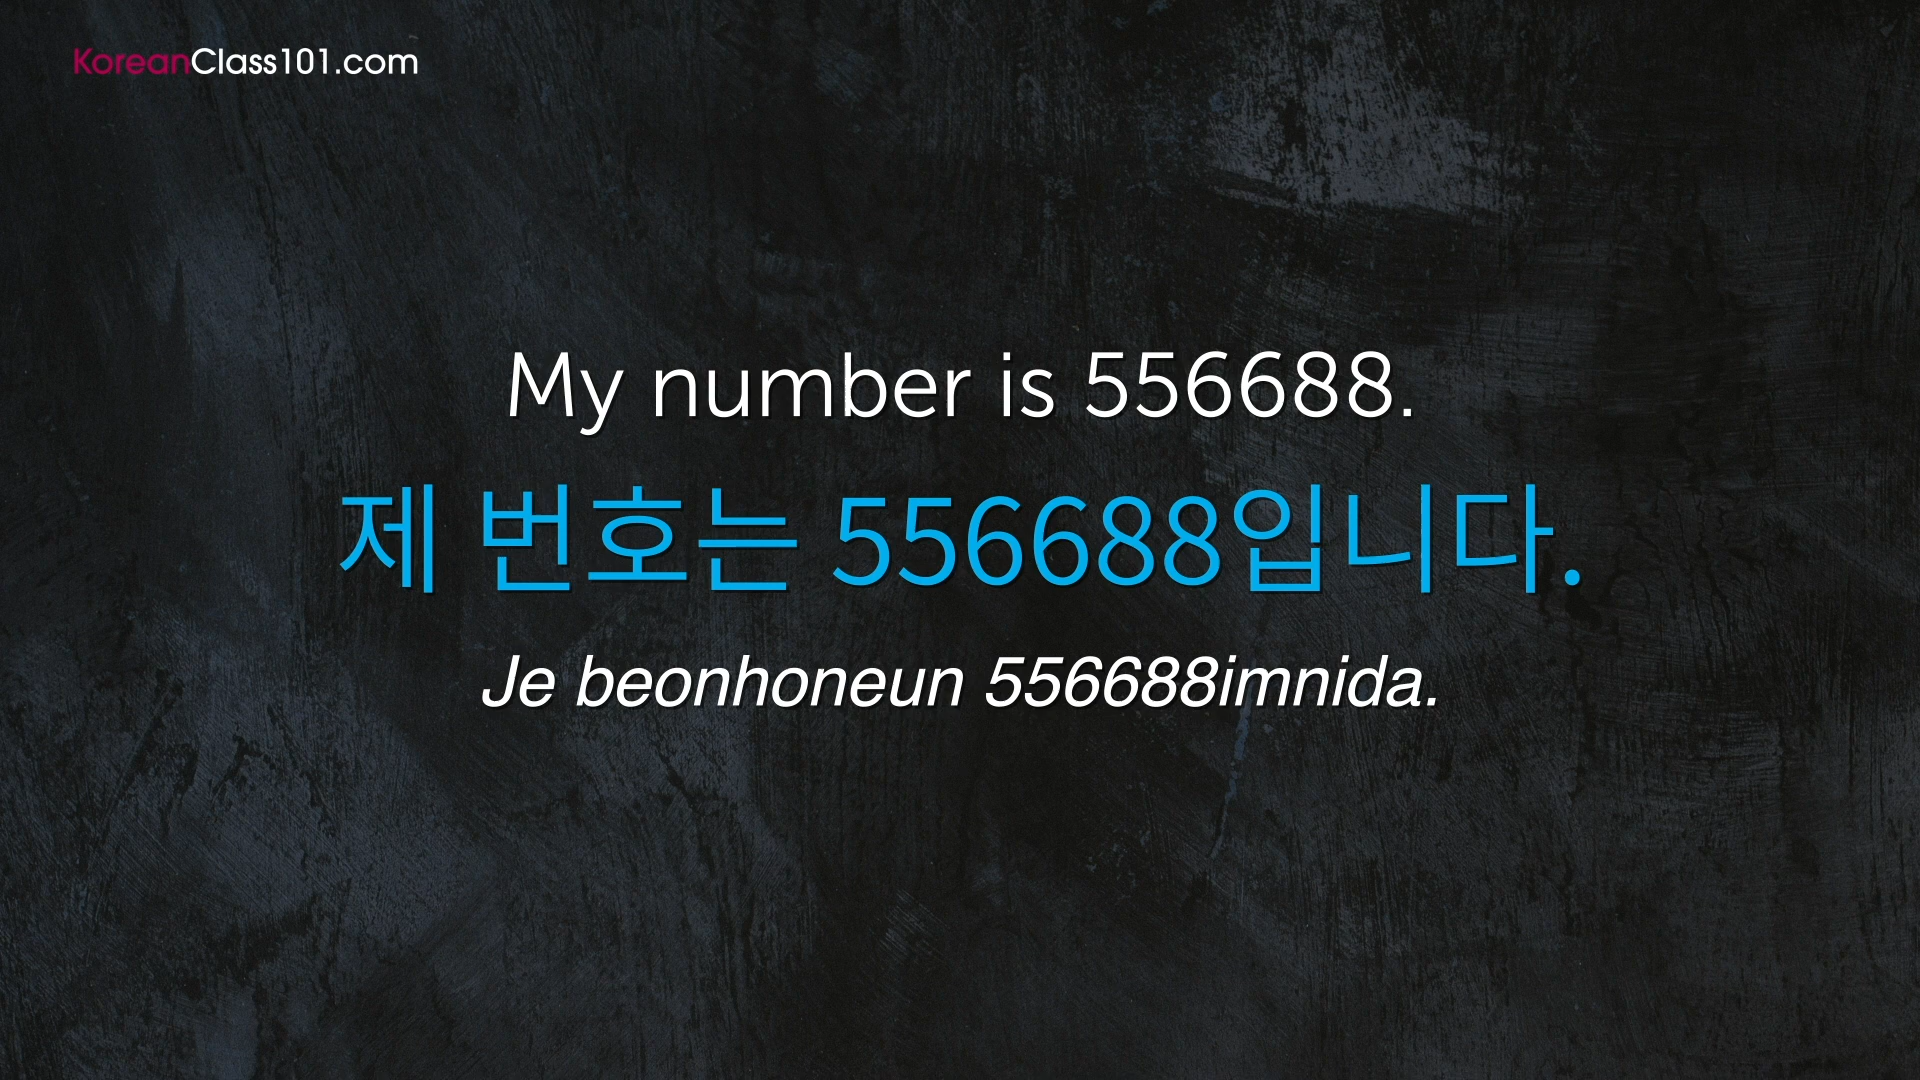 KoreanClass101.com
My number is 556688.
제 번호는 556688입니다.
Je beonhoneun 556688imnida.